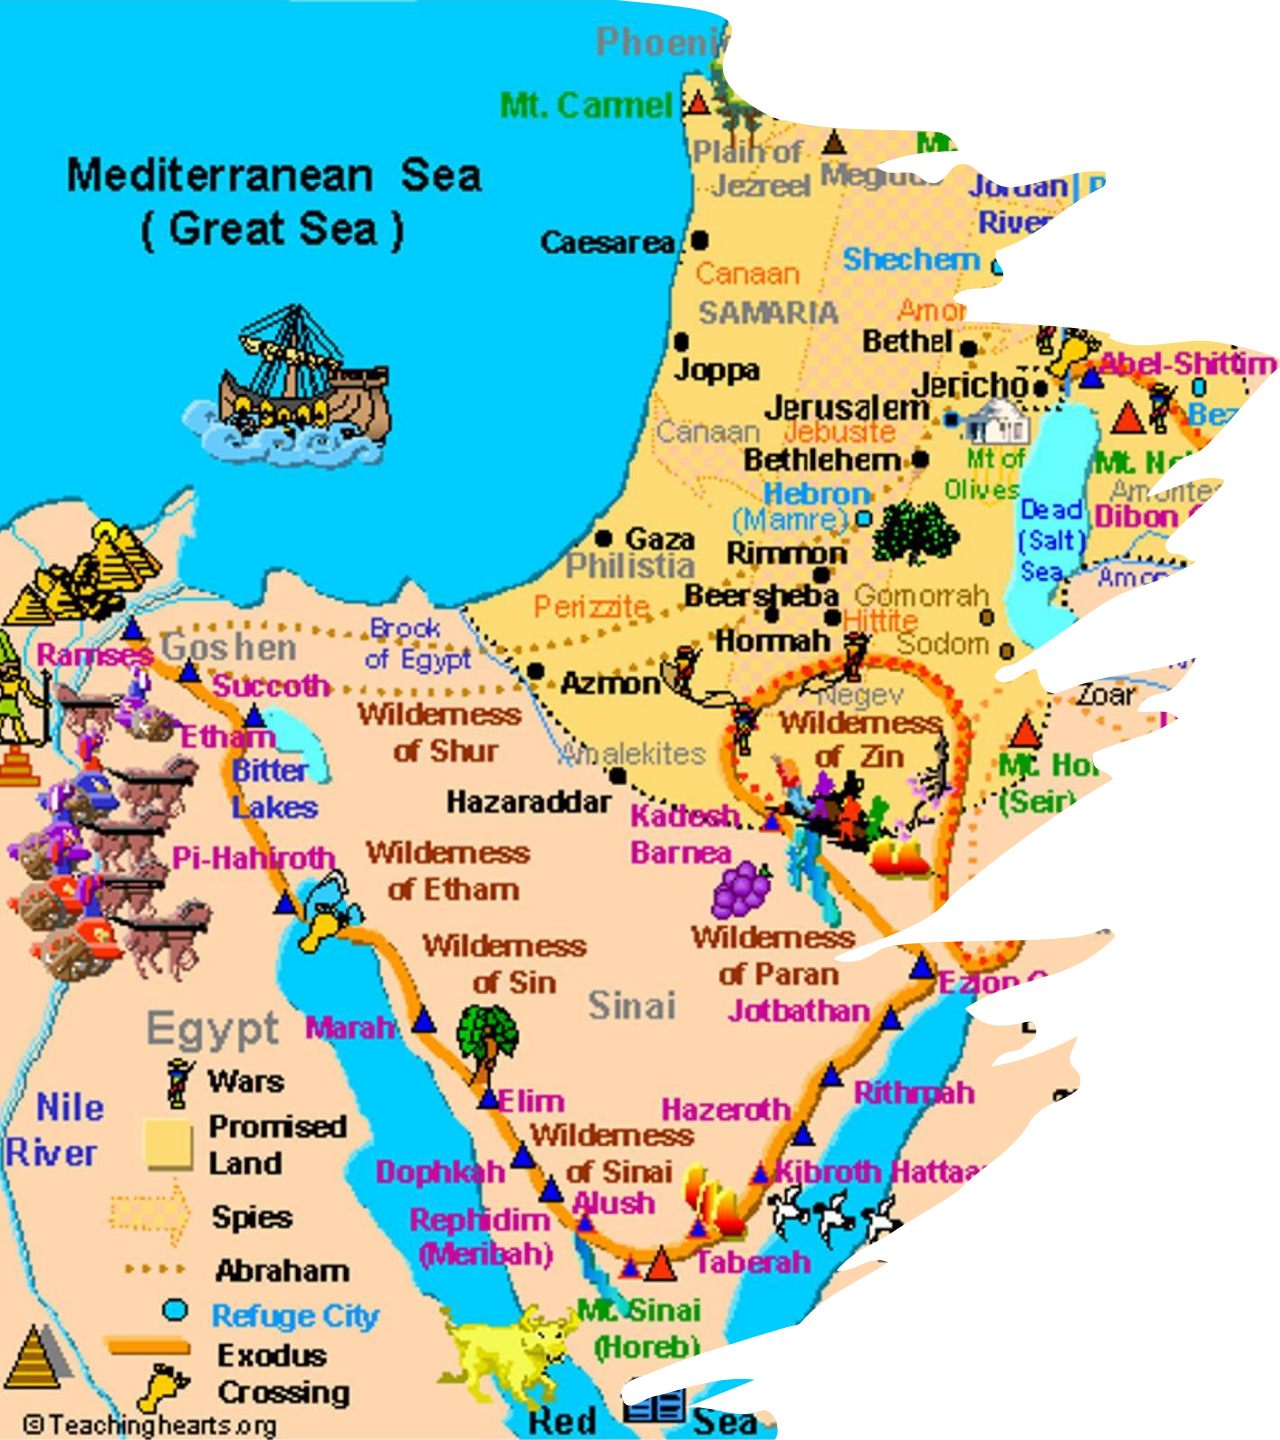 Mt. Carmel
Mediterranean Sea
( Great Sea )
Plain of
Jezreel
Jordan
River
Caesarea
Shechem
Canaan
SAMARIA
Bethel
Joppa
Abel-Shittim
Jericho
Jerusalem
Canaan
Jebusite
Bethlehem
Mt of
Olives
Hebron
(Mamre)
Dead
(Salt)
Sea
Dibon
Gaza
Philistia
Rimmon
Perizzite
Beersheba
Gomorrah
Hittite
Hormah
Sodom
Brook
of Egypt
Goshen
Ramses
Succoth
Azmon
Zoar
Negev
Wilderness
of Shur
Wilderness
of Zin
Etham
Bitter
Lakes
Amalekites
(Seir)
Hazaraddar
Kadesh
Barnea
Pi-Hahiroth
Wilderness
of Etham
Wilderness
of Sin
Wilderness
of Paran
Sinai
Jotbathan
Egypt
Marah
Wars
Rithmah
Elim
Hazeroth
Nile
River
Promised
Land
Wilderness
of Sinai
Dophkah
Kibroth
Alush
Rephidim
(Meribah)
Spies
Taberah
Abraham
Mt. Sinai
(Horeb)
Refuge City
Exodus
Crossing
©Teachinghearts.org
Red Sea